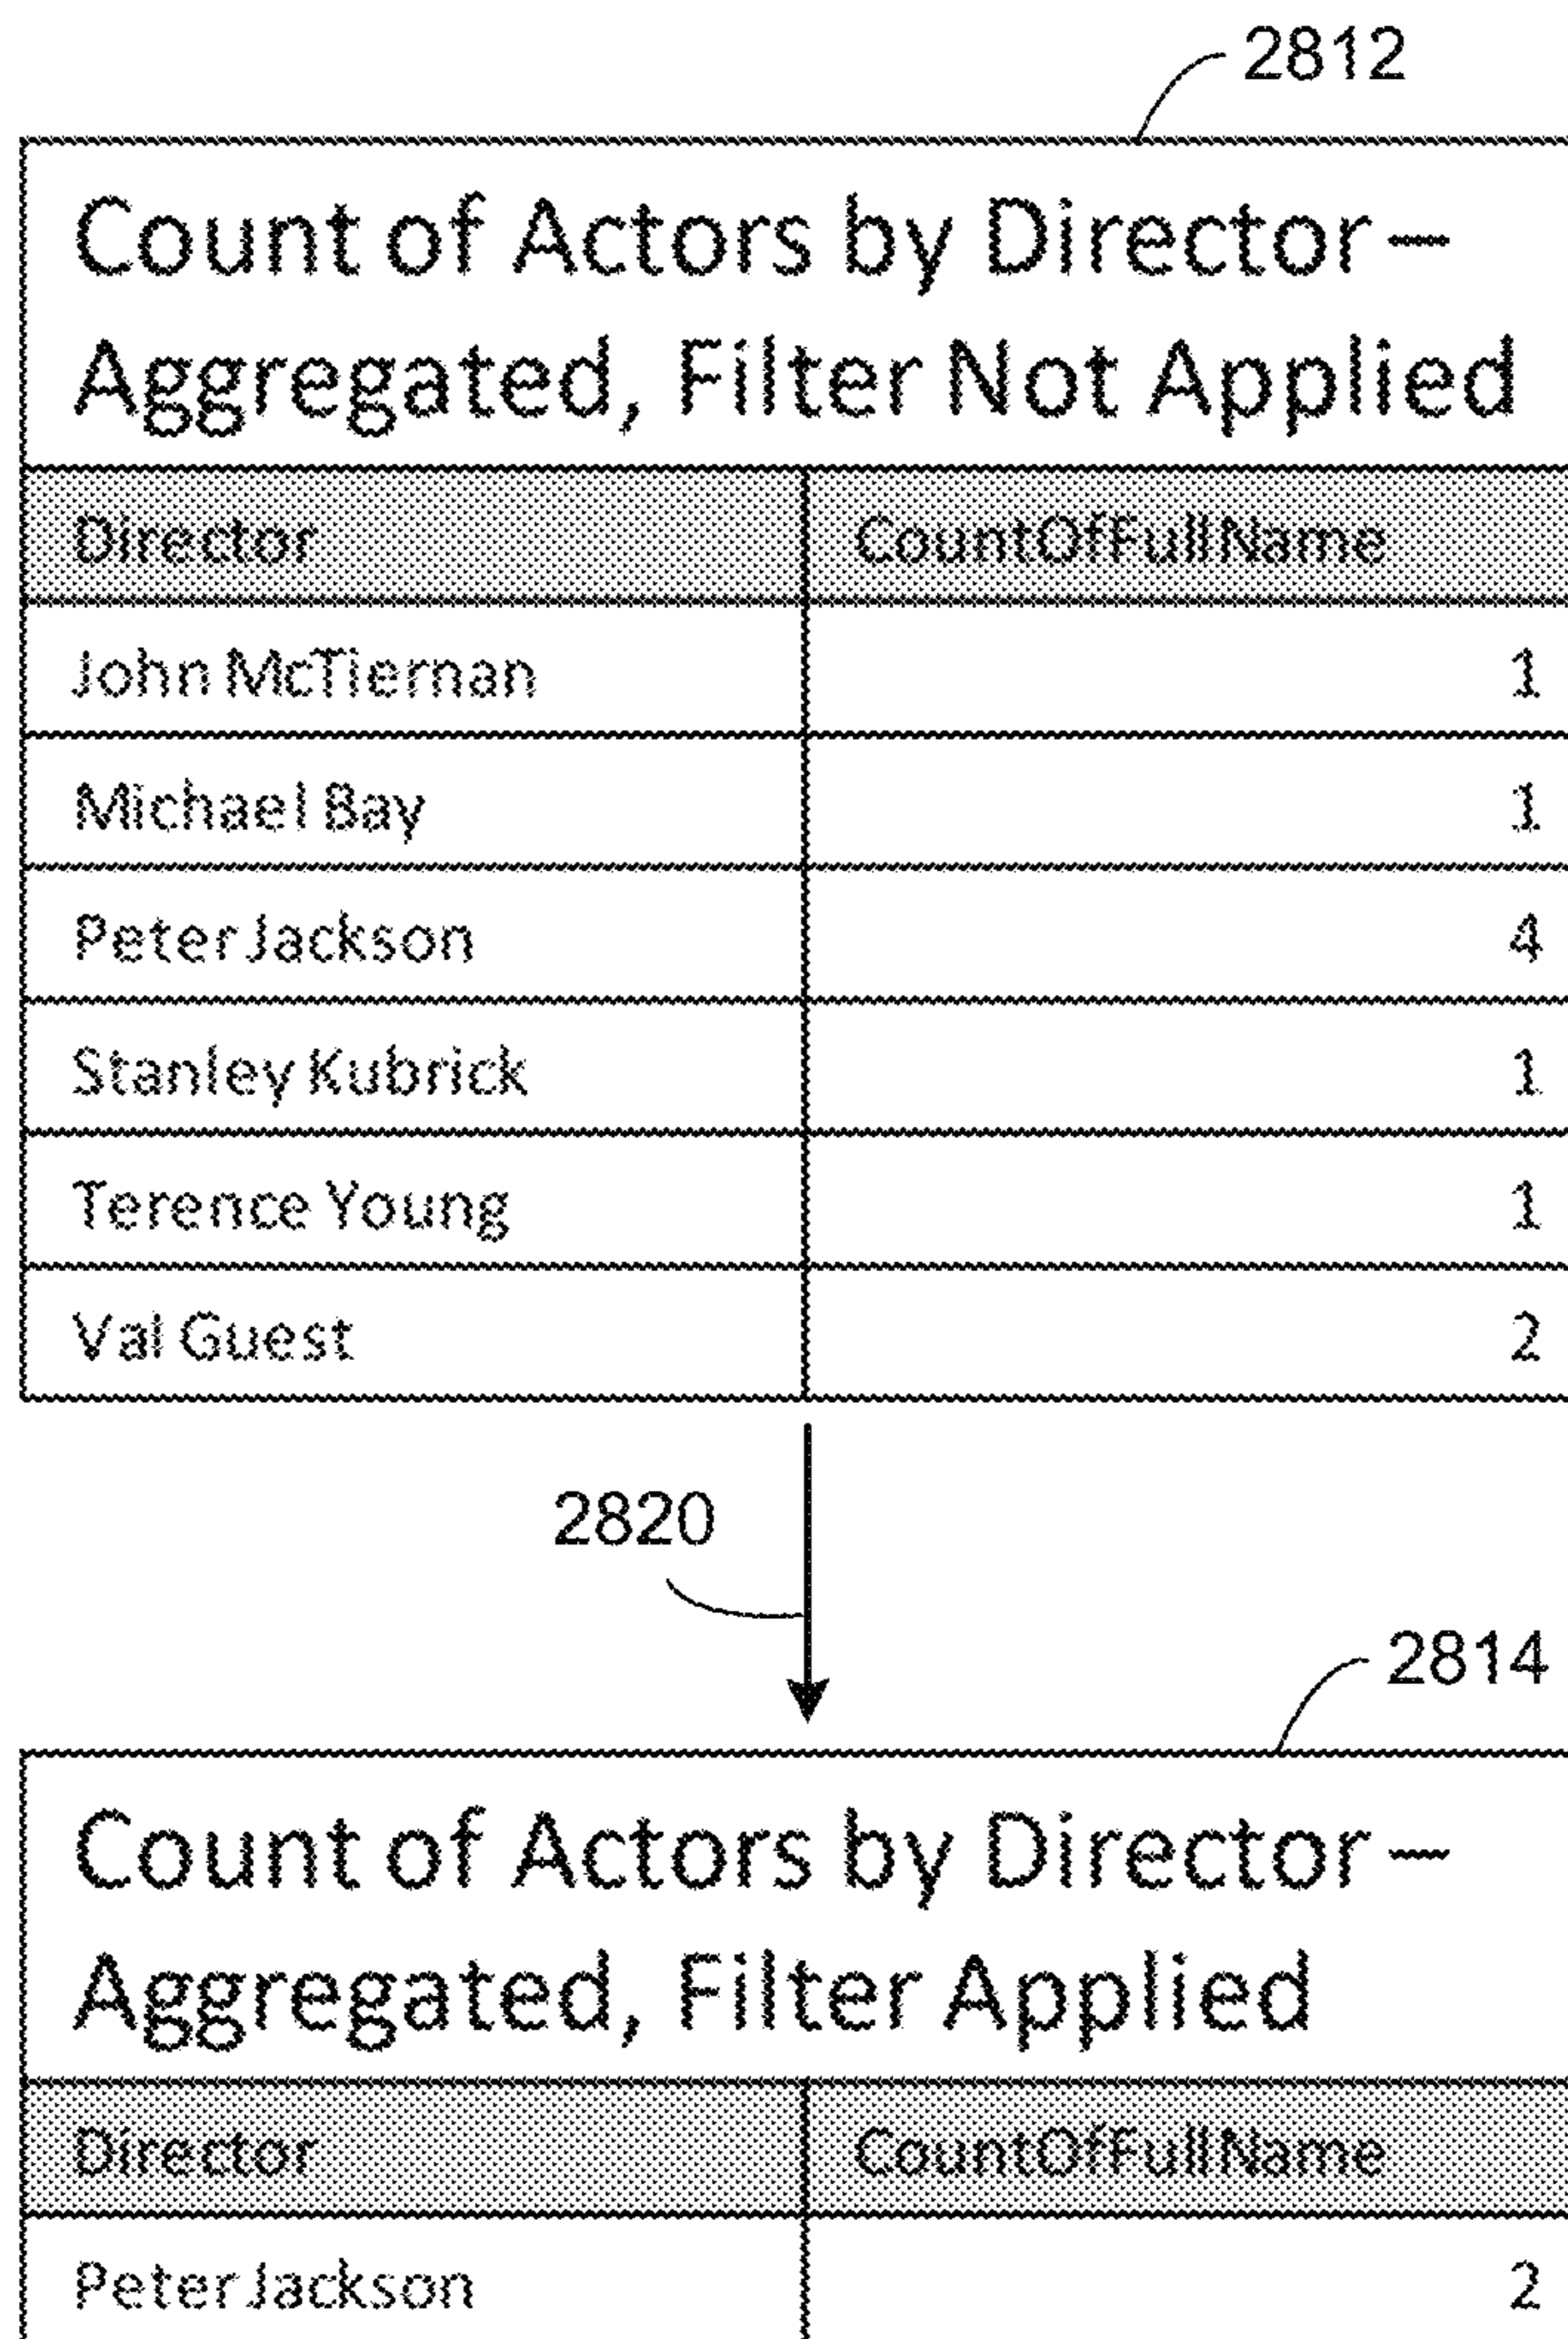 2812
Count of Actors by Director –
Aggregated, Filter Not Applied
Director CountOfFullName
John McTiernan 1
Michael Bay 1
Peter Jackson 4
Stanley Kubrick 1
Terence Young 1
Val Guest 2
2820
2814
Count of Actors by Director –
Aggregated, Filter Applied
Director CountOfFullName
Peter Jackson 2